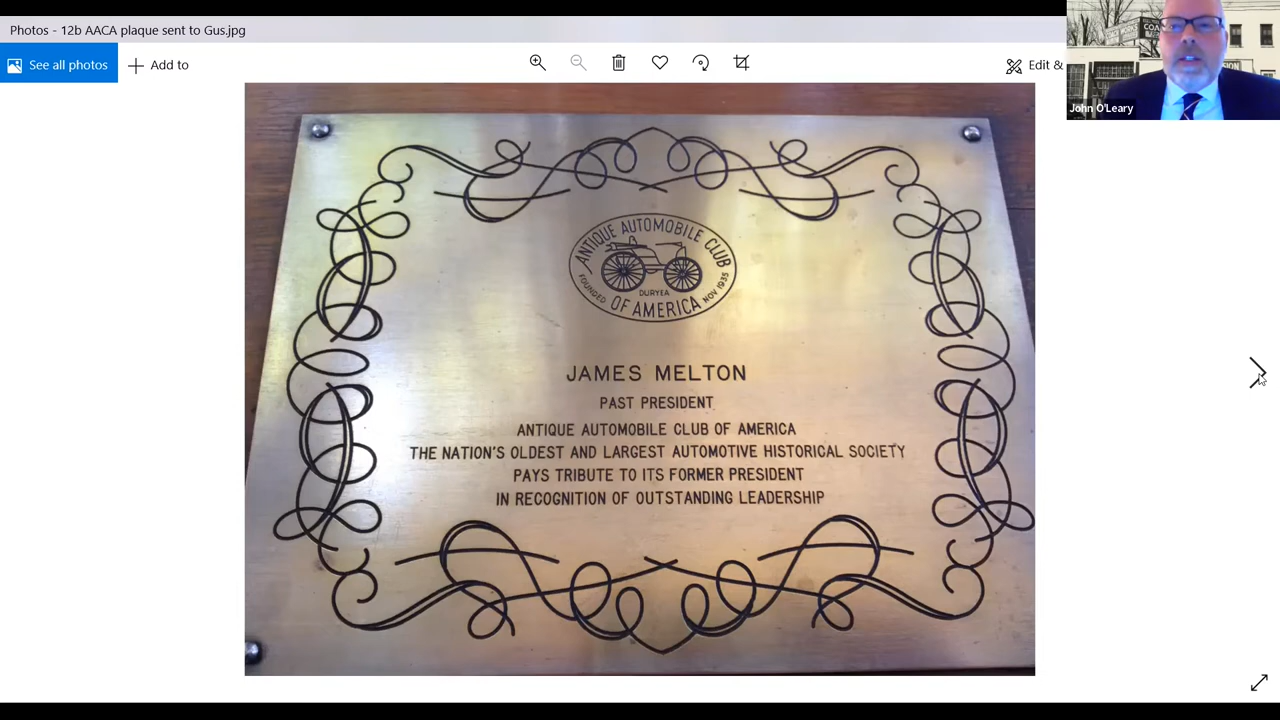 Photos - 12b AACA plaque sent to Gus.jpg
See all photos
Add to
Edit &
John O'Leary
ANTIQUE AUTOMOBILE CLUB
DURYEA
FOUNDED NOV 1935
OF AMERICA
JAMES MELTON
PAST PRESIDENT
ANTIQUE AUTOMOBILE CLUB OF AMERICA
THE NATION'S OLDEST AND LARGEST AUTOMOTIVE HISTORICAL SOCIETY
PAYS TRIBUTE TO ITS FORMER PRESIDENT
IN RECOGNITION OF OUTSTANDING LEADERSHIP